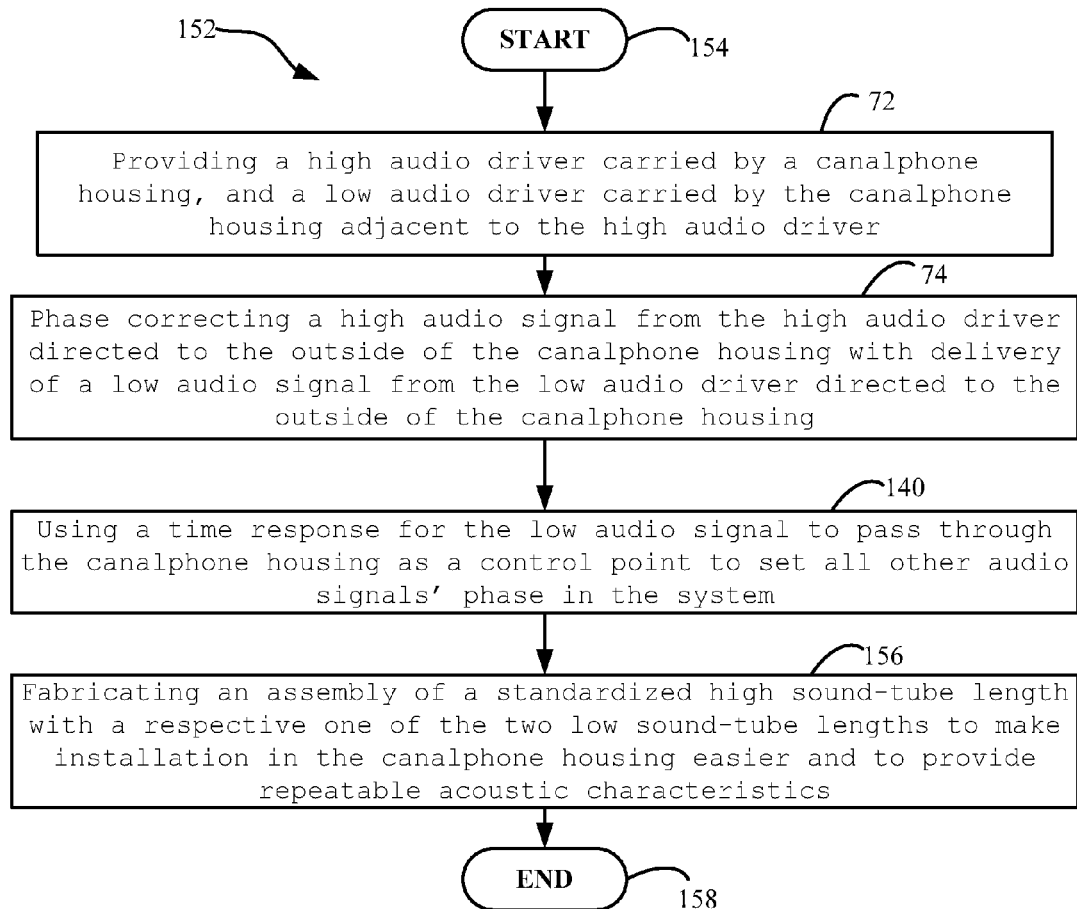 152
START
154
72
Providing a high audio driver carried by a canalphone
housing, and a low audio driver carried by the canalphone
housing adjacent to the high audio driver
74
Phase correcting a high audio signal from the high audio driver
directed to the outside of the canalphone housing with delivery
of a low audio signal from the low audio driver directed to the
outside of the canalphone housing
140
Using a time response for the low audio signal to pass through
the canalphone housing as a control point to set all other audio
signals’ phase in the system
156
Fabricating an assembly of a standardized high sound-tube length
with a respective one of the two low sound-tube lengths to make
installation in the canalphone housing easier and to provide
repeatable acoustic characteristics
END
158